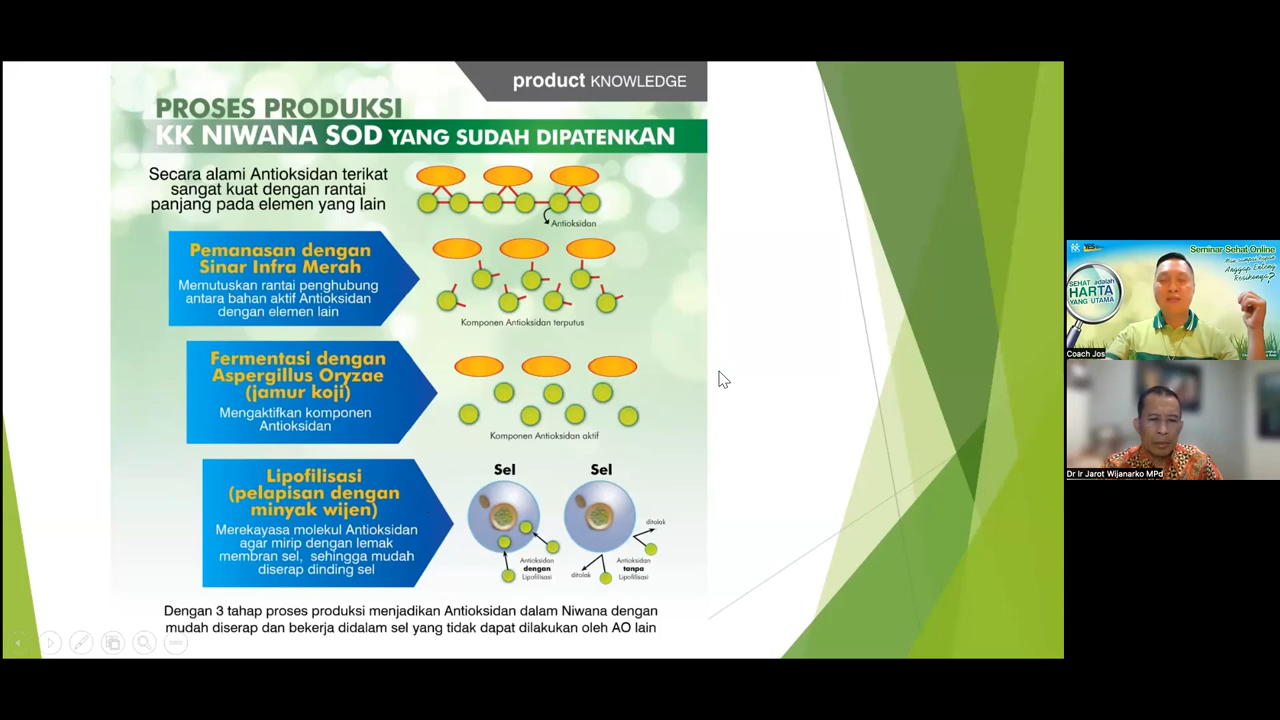 product KNOWLEDGE
PROSES PRODUKSI
KK NIWANA SOD YANG SUDAH DIPATENKAN
Secara alami Antioksidan terikat
sangat kuat dengan rantai
panjang pada elemen yang lain
Antioksidan
Pemanasan dengan
Sinar Infra Merah
Memutuskan rantai penghubung
antara bahan aktif Antioksidan
dengan elemen lain
Komponen Antioksidan terputus
Fermentasi dengan
Aspergillus Oryzae
(jamur koji)
Mengaktifkan komponen
Antioksidan
Komponen Antioksidan aktif
Lipofilisasi
(pelapisan dengan
minyak wijen)
Merekayasa molekul Antioksidan
agar mirip dengan lemak
membran sel, sehingga mudah
diserap dinding sel
Sel
Sel
Antioksidan
dengan
Lipofilisasi
ditolak
ditolak
Antioksidan
tanpa
Lipofilisasi
Dengan 3 tahap proses produksi menjadikan Antioksidan dalam Niwana dengan
mudah diserap dan bekerja didalam sel yang tidak dapat dilakukan oleh AO lain
YES
Seminar Sehat Online
Anggap Enteng
Resikonya?
SEHAT adalah
HARTA
YANG UTAMA
Coach Jos
Dr Ir Jarot Wijanarko MPd